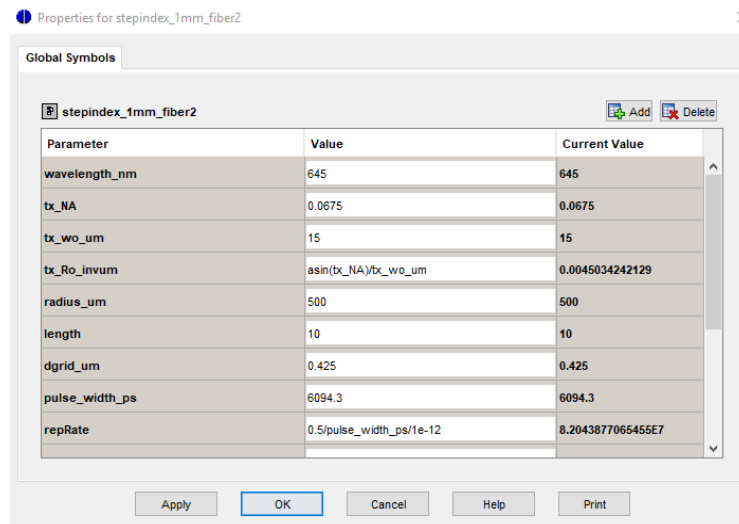 Properties for stepindex_1mm_fiber2
Global Symbols
stepindex_1mm_fiber2 Add Delete
Parameter Value Current Value
wavelength_nm 645 645
tx_NA 0.0675 0.0675
tx_wo_um 15 15
tx_Ro_invum asin(tx_NA)/tx_wo_um 0.0045034242129
radius_um 500 500
length 10 10
dgrid_um 0.425 0.425
pulse_width_ps 6094.3 6094.3
repRate 0.5/pulse_width_ps/1e-12 8.2043877065455E7
Apply OK Cancel Help Print